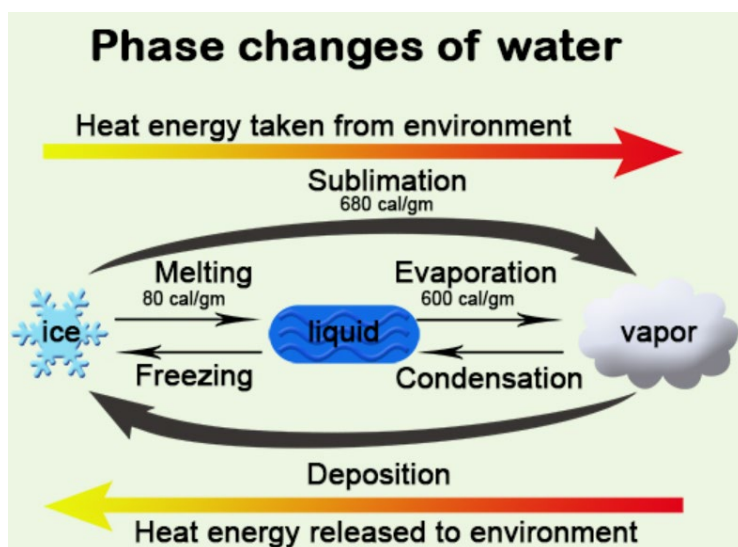 Phase changes of water
Heat energy taken from environment
Sublimation
680 cal/gm
Melting
80 cal/gm
Evaporation
600 cal/gm
ice
liquid
vapor
Freezing
Condensation
Deposition
Heat energy released to environment